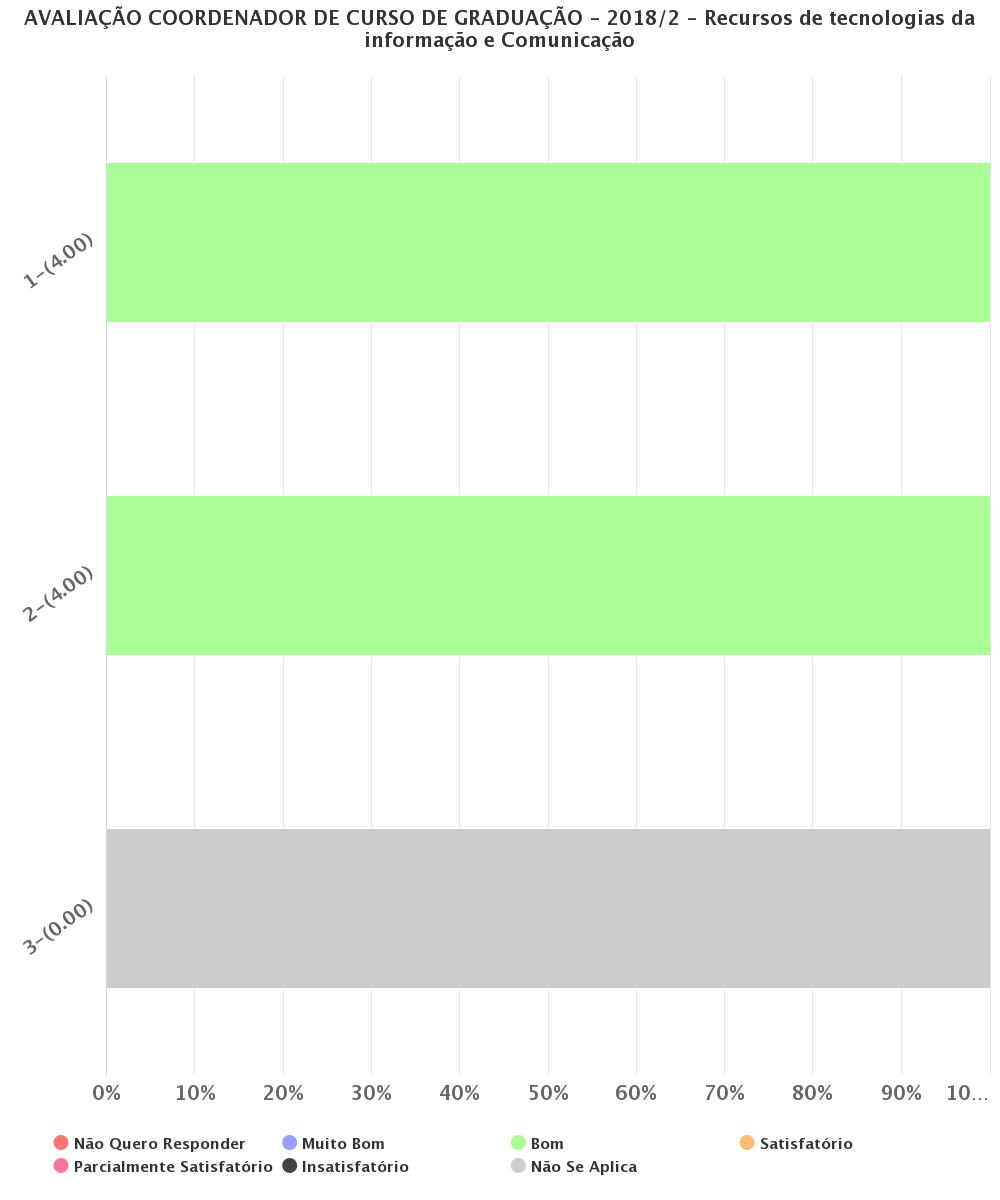 AVALIAÇÃO COORDENADOR DE CURSO DE GRADUAÇÃO - 2018/2 - Recursos de tecnologias da
informação e Comunicação
1-(4.00)
2-(4.00)
3-(0.00)
0% 10% 20% 30% 40% 50% 60% 70% 80% 90% 10...
Não Quero Responder Muito Bom Bom Satisfatório
Parcialmente Satisfatório Insatisfatório Não Se Aplica